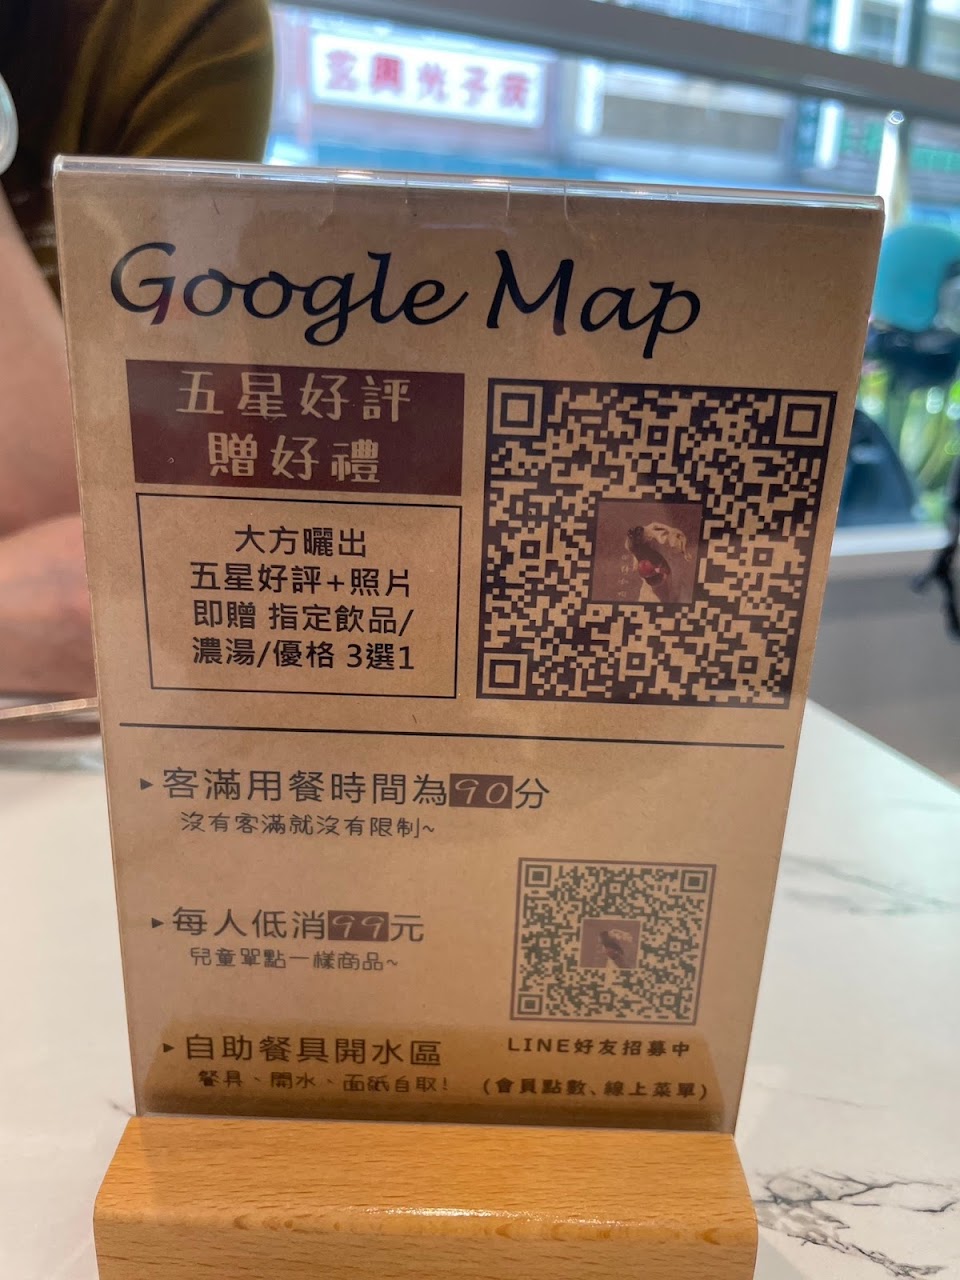 Google Map
五星好評
贈好禮
大方曬出
五星好評+照片
即贈 指定飲品/
濃湯/優格 3選1
▸客滿用餐時間為90分
沒有客滿就沒有限制~
▸每人低消99元
兒童單點一樣商品~
▸自助餐具開水區
餐具、開水、面紙自取!
LINE好友招募中
(會員點數、線上菜單)